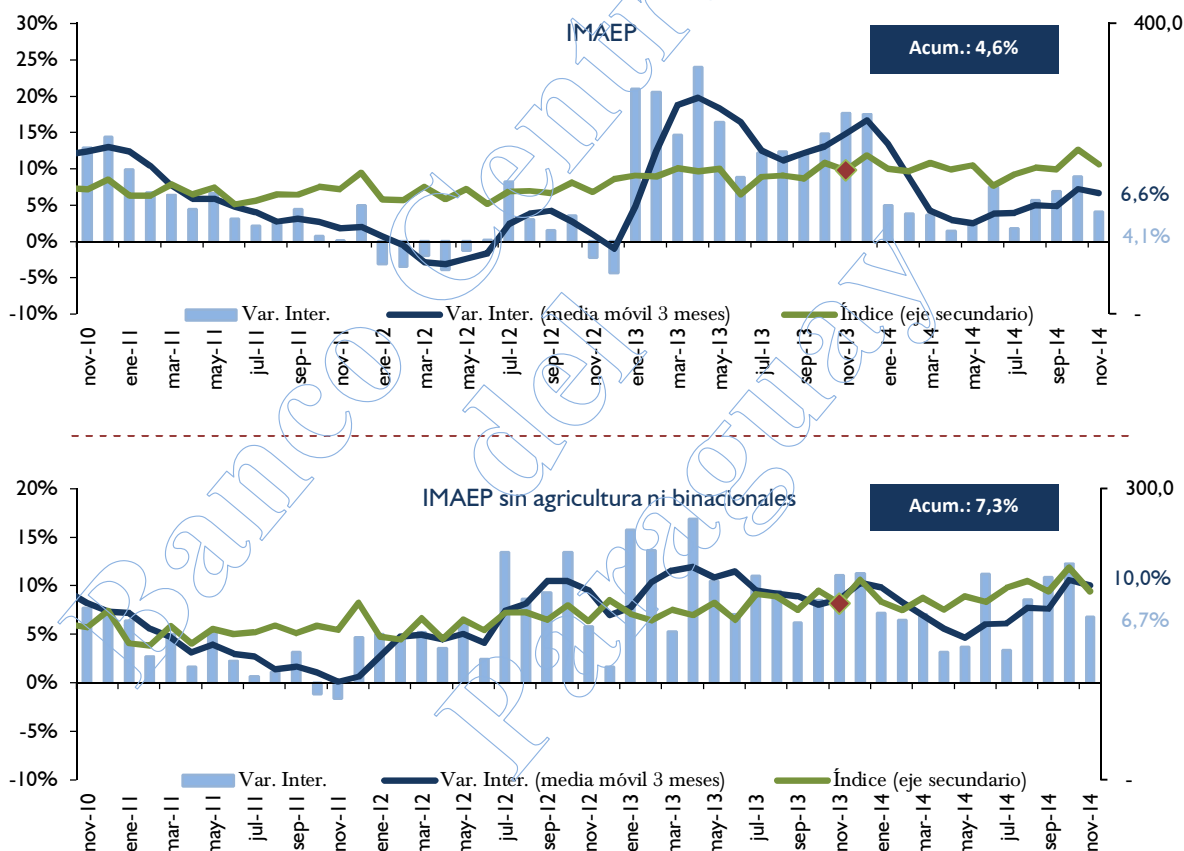 IMAEP
Acum.: 4,6%
30%
25%
20%
15%
10%
5%
0%
-5%
-10%
400,0
-
6,6%
4,1%
Var. Inter.
Var. Inter. (media móvil 3 meses)
Índice (eje secundario)
nov-10
ene-11
mar-11
may-11
jul-11
sep-11
nov-11
ene-12
mar-12
may-12
jul-12
sep-12
nov-12
ene-13
mar-13
may-13
jul-13
sep-13
nov-13
ene-14
mar-14
may-14
jul-14
sep-14
nov-14
IMAEP sin agricultura ni binacionales
Acum.: 7,3%
20%
15%
10%
5%
0%
-5%
-10%
300,0
-
10,0%
6,7%
Var. Inter.
Var. Inter. (media móvil 3 meses)
Índice (eje secundario)
nov-10
ene-11
mar-11
may-11
jul-11
sep-11
nov-11
ene-12
mar-12
may-12
jul-12
sep-12
nov-12
ene-13
mar-13
may-13
jul-13
sep-13
nov-13
ene-14
mar-14
may-14
jul-14
sep-14
nov-14
Banco Centr
del
Paraguay